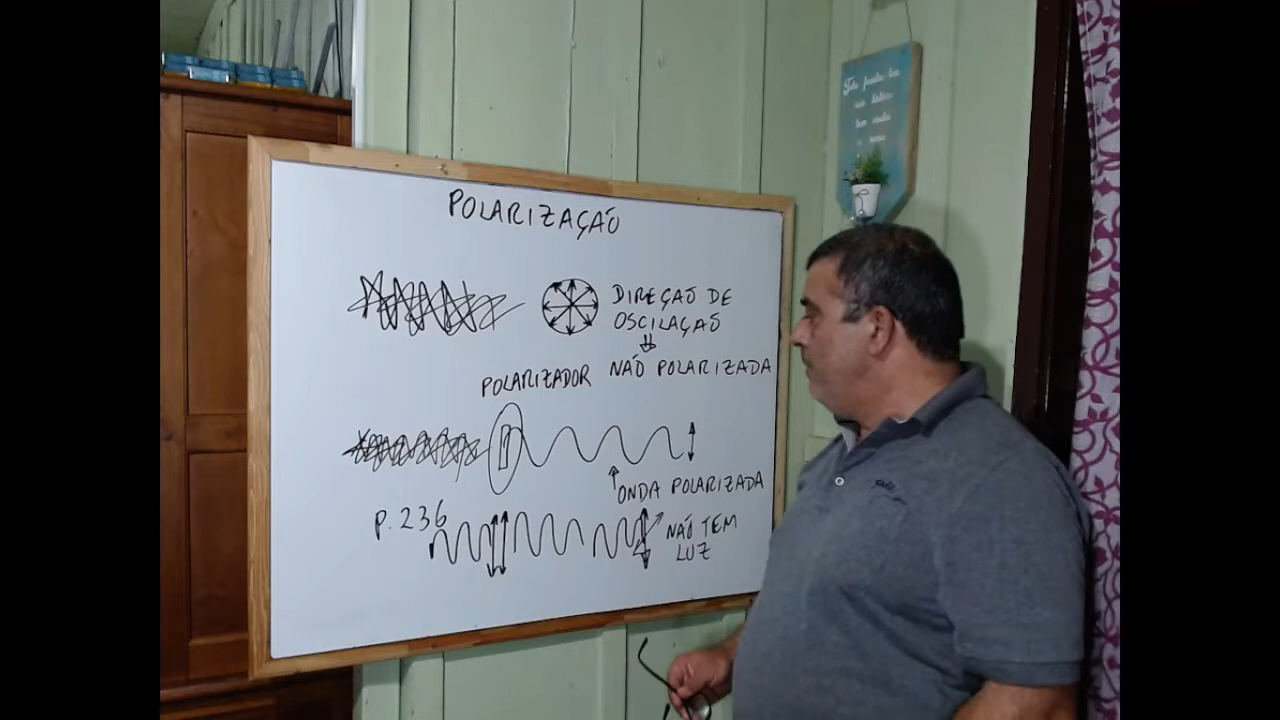 POLARIZAÇÃO
DIREÇÃO DE
OSCILAÇÃO
NÃO POLARIZADA
POLARIZADOR
ONDA POLARIZADA
P. 236
NÃO TEM
LUZ